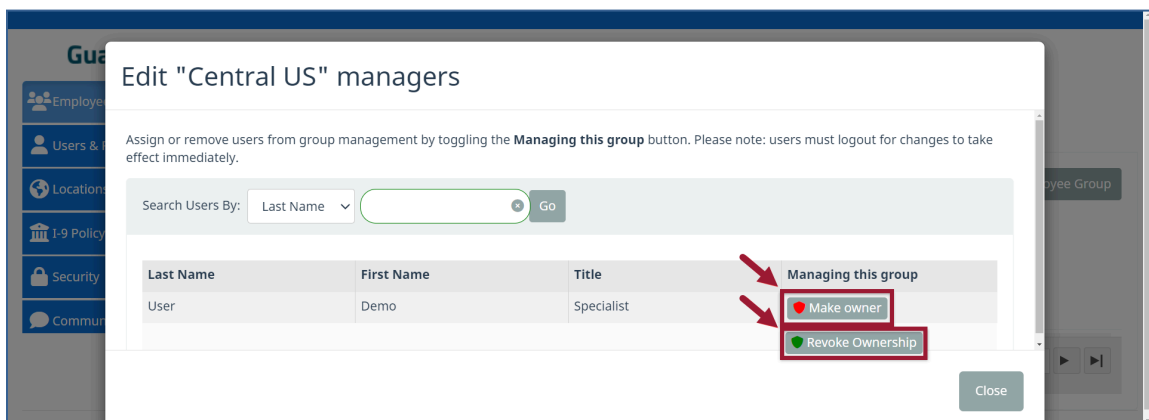 Gua
Edit "Central US" managers
Employee
Users &
Locations
I-9 Policy
Security
Commun
Assign or remove users from group management by toggling the Managing this group button. Please note: users must logout for changes to take
effect immediately.
oyee Group
Search Users By: Last Name Go
Last Name First Name Title Managing this group
User Demo Specialist Make owner
Revoke Ownership
Close